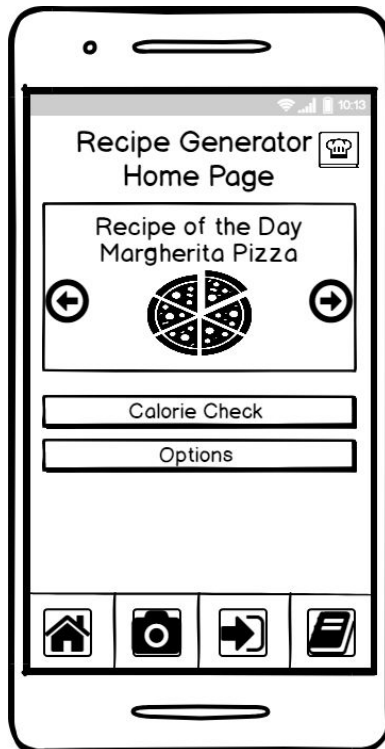 10:13
Recipe Generator
Home Page
Recipe of the Day
Margherita Pizza
Calorie Check
Options